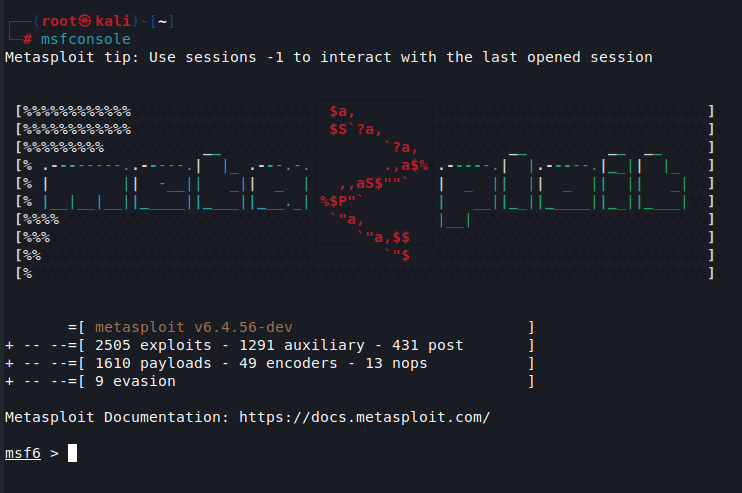 ┌──(root㉿kali)-[~]
└─# msfconsole
Metasploit tip: Use sessions -1 to interact with the last opened session

[%%%%%%%%%%%% $a, ]
[%%%%%%%%%%%% $S`?a, ]
[%%%%%%%%% __ `?a, __ __ __ ]
[% .--------..-----.| |_ .---.-. .,a$% .-----.| |.-----.|__|| |_ ]
[% | || -__|| _|| _ | ,,aS$""` | _ || || _ || || _| ]
[% |__|__|__||_____||____||___._| %$P"` | __||__||_____||__||____| ]
[%%%% `"a, |__| ]
[%%% `"a,$$ ]
[%% `"$ ]
[% ]

=[ metasploit v6.4.56-dev ]
+ -- --=[ 2505 exploits - 1291 auxiliary - 431 post ]
+ -- --=[ 1610 payloads - 49 encoders - 13 nops ]
+ -- --=[ 9 evasion ]

Metasploit Documentation: https://docs.metasploit.com/

msf6 >